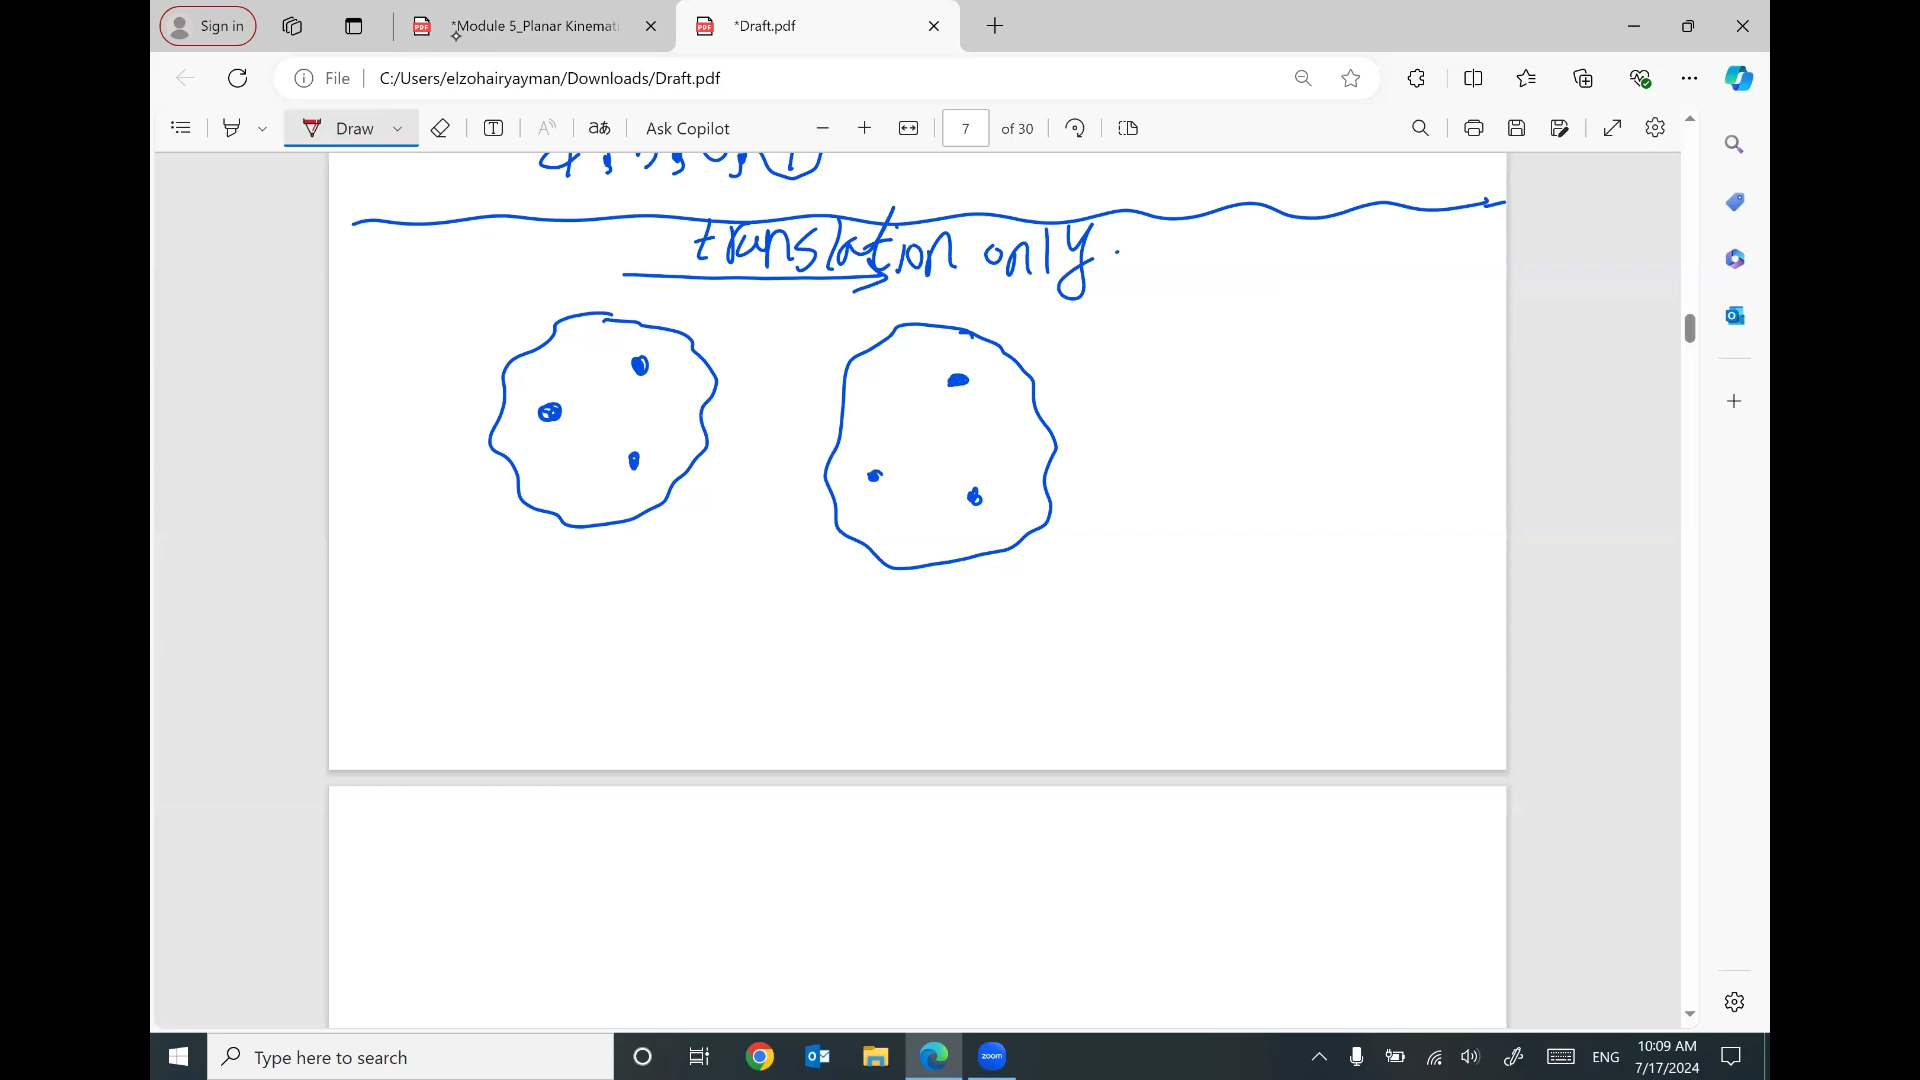 Sign in
*Module 5_Planar Kinemati
*Draft.pdf
File
C:/Users/elzohairyayman/Downloads/Draft.pdf
Draw
Ask Copilot
7
of 30
translation only.
Type here to search
zoom
ENG
10:09 AM
7/17/2024